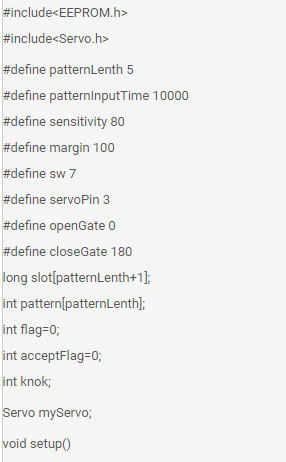 #include<EEPROM.h>
#include<Servo.h>
#define patternLenth 5
#define patternInputTime 10000
#define sensitivity 80
#define margin 100
#define sw 7
#define servoPin 3
#define openGate 0
#define closeGate 180
long slot[patternLenth+1];
int pattern[patternLenth];
int flag=0;
int acceptFlag=0;
int knok;
Servo myServo;
void setup()